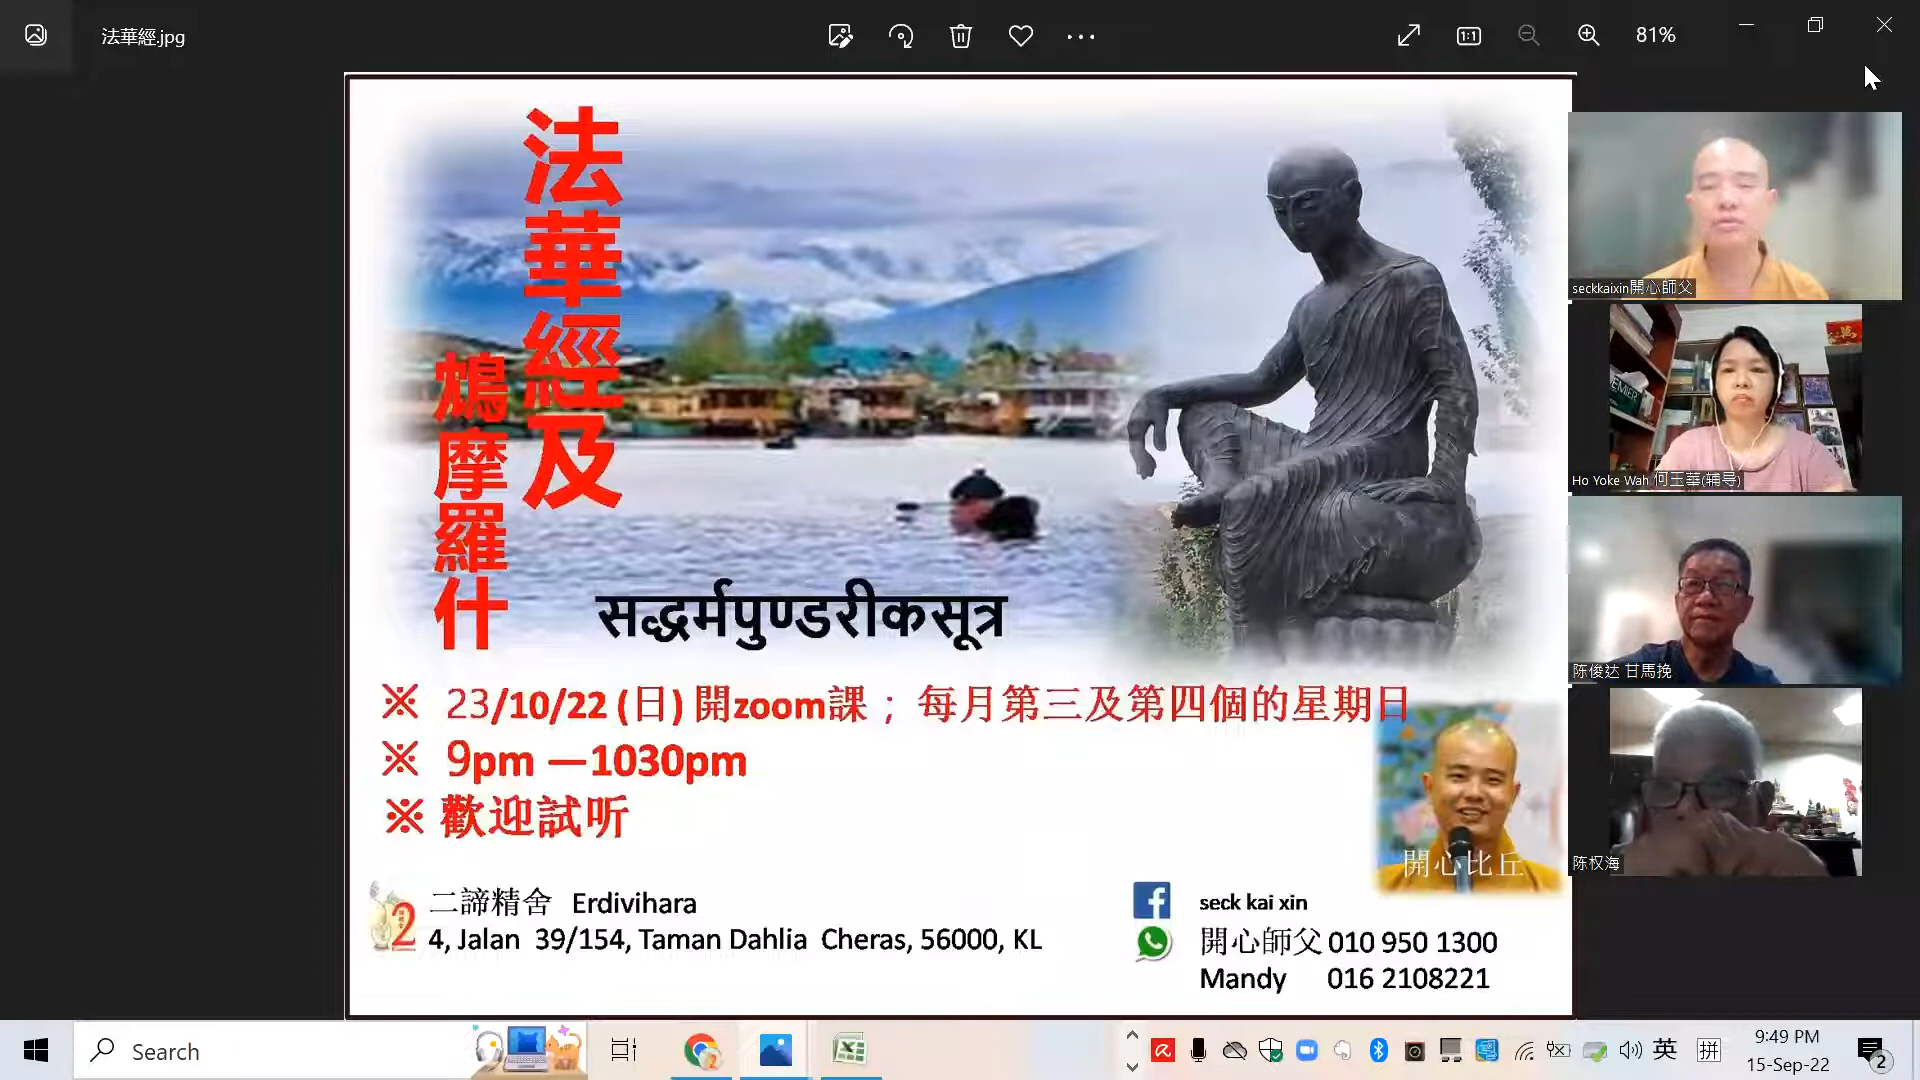 法華經.jpg
81%
法華經及
鳩摩羅什
सद्धर्मपुण्डरीकसूत्र
※ 23/10/22 (日) 開zoom課； 每月第三及第四個的星期日
※ 9pm —1030pm
※ 歡迎試听
開心比丘
2
二諦精舍 Erdivihara
4, Jalan 39/154, Taman Dahlia Cheras, 56000, KL
seck kai xin
開心師父 010 950 1300
Mandy 016 2108221
seckkaixin開心師父
Ho Yoke Wah 何玉華(輔导)
陈俊达 甘馬挽
陈权海
Search
英
拼
9:49 PM
15-Sep-22
2